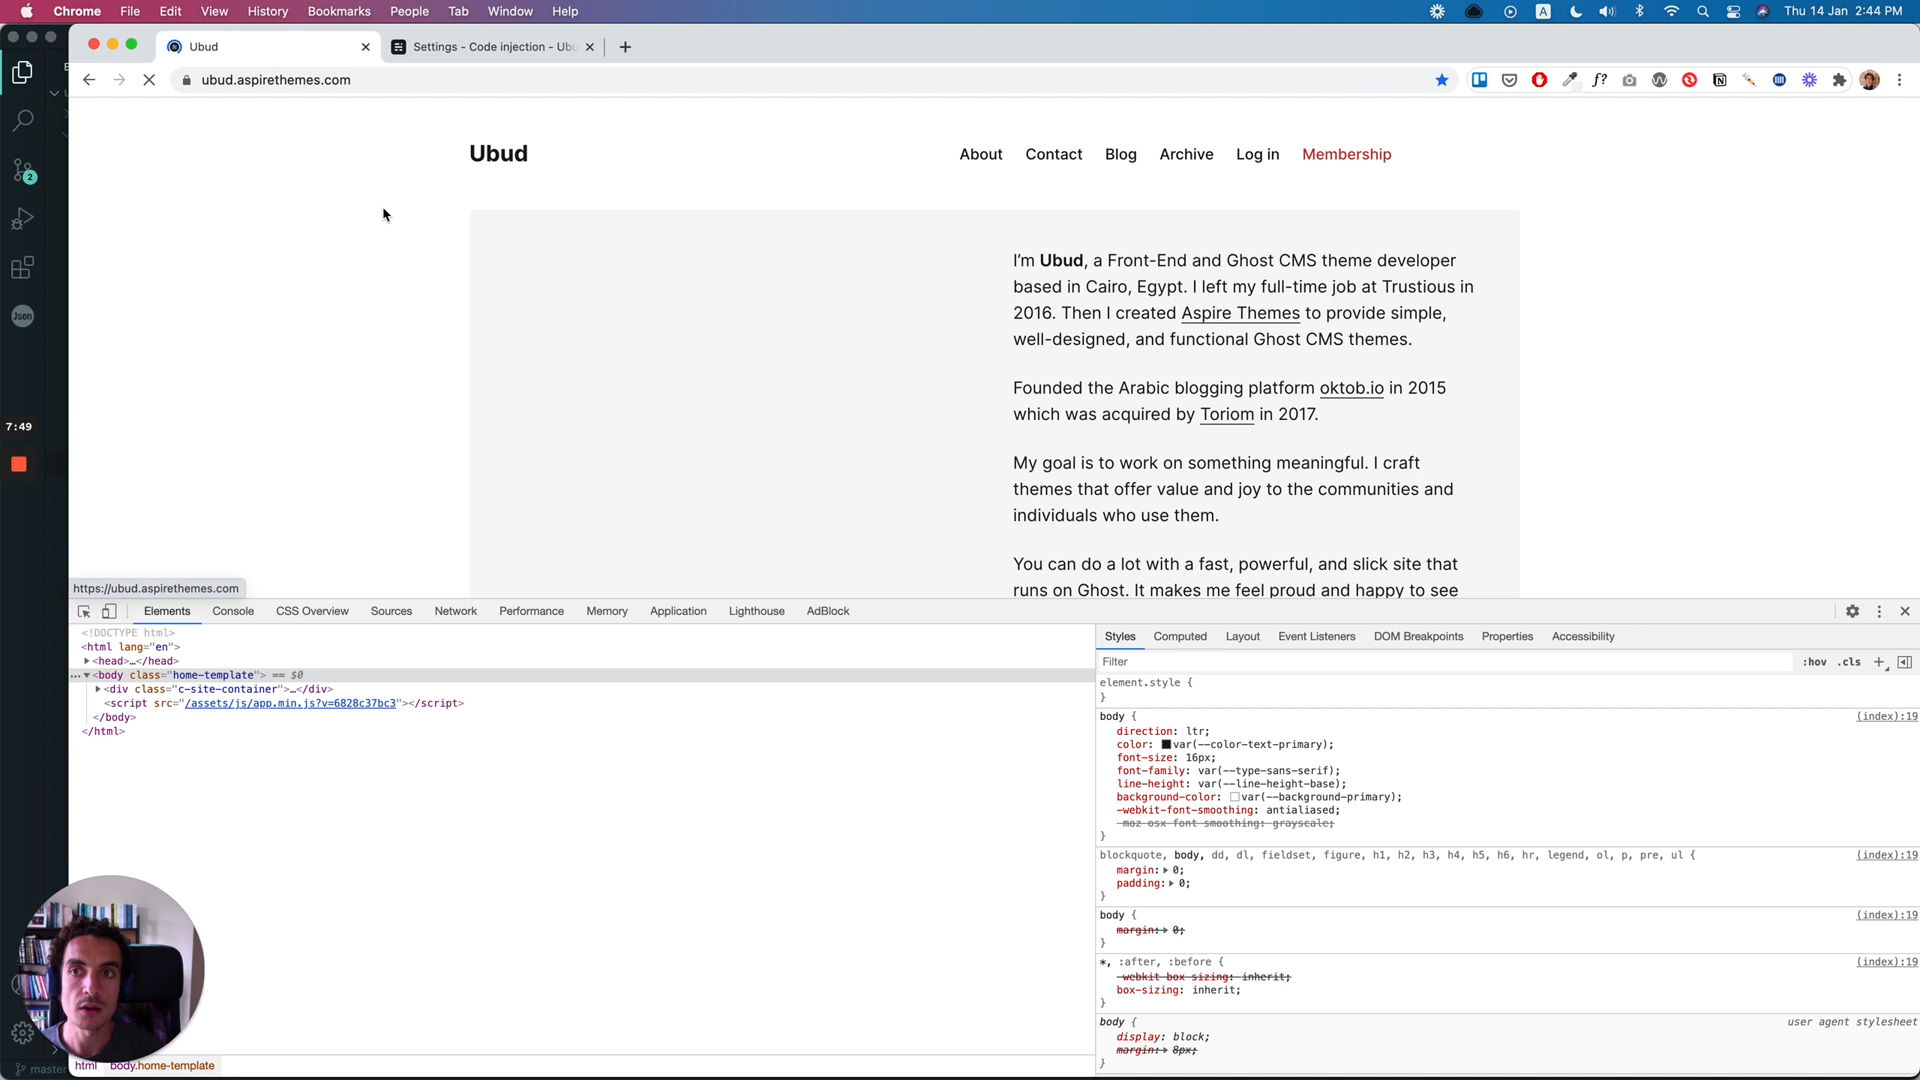 Chrome File Edit View History Bookmarks People Tab Window Help
A
Thu 14 Jan 2:44 PM
Ubud
Settings - Code injection - Ubu
ubud.aspirethemes.com
f?
2
Json
7:49
Ubud
About Contact Blog Archive Log in Membership
I'm Ubud, a Front-End and Ghost CMS theme developer
based in Cairo, Egypt. I left my full-time job at Trustious in
2016. Then I created Aspire Themes to provide simple,
well-designed, and functional Ghost CMS themes.
Founded the Arabic blogging platform oktob.io in 2015
which was acquired by Toriom in 2017.
My goal is to work on something meaningful. I craft
themes that offer value and joy to the communities and
individuals who use them.
You can do a lot with a fast, powerful, and slick site that
runs on Ghost. It makes me feel proud and happy to see
https://ubud.aspirethemes.com
Elements Console CSS Overview Sources Network Performance Memory Application Lighthouse AdBlock
<!DOCTYPE html>
<html lang="en">
<head>…</head>
<body class="home-template"> == $0
<div class="c-site-container">…</div>
<script src="/assets/js/app.min.js?v=6828c37bc3"></script>
</body>
</html>
html body.home-template
master
Styles Computed Layout Event Listeners DOM Breakpoints Properties Accessibility
Filter
:hov .cls +
element.style {
}
body { (index):19
direction: ltr;
color: var(--color-text-primary);
font-size: 16px;
font-family: var(--type-sans-serif);
line-height: var(--line-height-base);
background-color: var(--background-primary);
-webkit-font-smoothing: antialiased;
-moz-osx-font-smoothing: grayscale;
}
blockquote, body, dd, dl, fieldset, figure, h1, h2, h3, h4, h5, h6, hr, legend, ol, p, pre, ul { (index):19
margin: 0;
padding: 0;
}
body { (index):19
margin: 0;
}
*, :after, :before { (index):19
-webkit-box-sizing: inherit;
box-sizing: inherit;
}
body { user agent stylesheet
display: block;
margin: 8px;
}